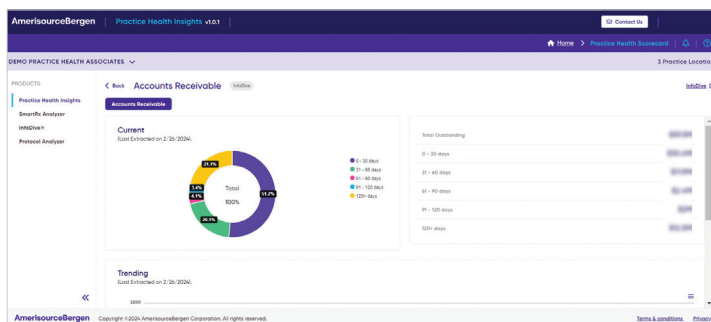 AmerisourceBergen | Practice Health Insights v1.0.1 | Contact Us
Home > Practice Health Scorecard
DEMO PRACTICE HEALTH ASSOCIATES 3 Practice Locatio
PRODUCTS
Practice Health Insights
SmartRx Analyzer
InfoDive®
Protocol Analyzer
Back Accounts Receivable InfoDive InfoDive
Accounts Receivable
Current
(Last Extracted on 2/26/2024).
21.1%
3.4%
4.1%
20.1%
51.2%
Total
100%
0 - 30 days
31 - 60 days
61 - 90 days
91 - 120 days
120+ days
Total Outstanding
0 - 30 days
31 - 60 days
61 - 90 days
91 - 120 days
120+ days
Trending
(Last Extracted on 2/26/2024).
AmerisourceBergen Copyright ©2024 AmerisourceBergen Corporation. All rights reserved. Terms & conditions Privacy